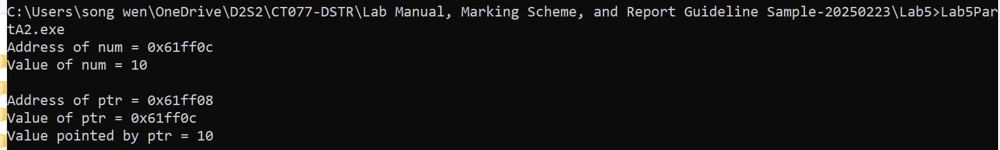 C:\Users\song wen\OneDrive\D2S2\CT077-DSTR\Lab Manual, Marking Scheme, and Report Guideline Sample-20250223\Lab5>Lab5Par
tA2.exe
Address of num = 0x61ff0c
Value of num = 10
Address of ptr = 0x61ff08
Value of ptr = 0x61ff0c
Value pointed by ptr = 10